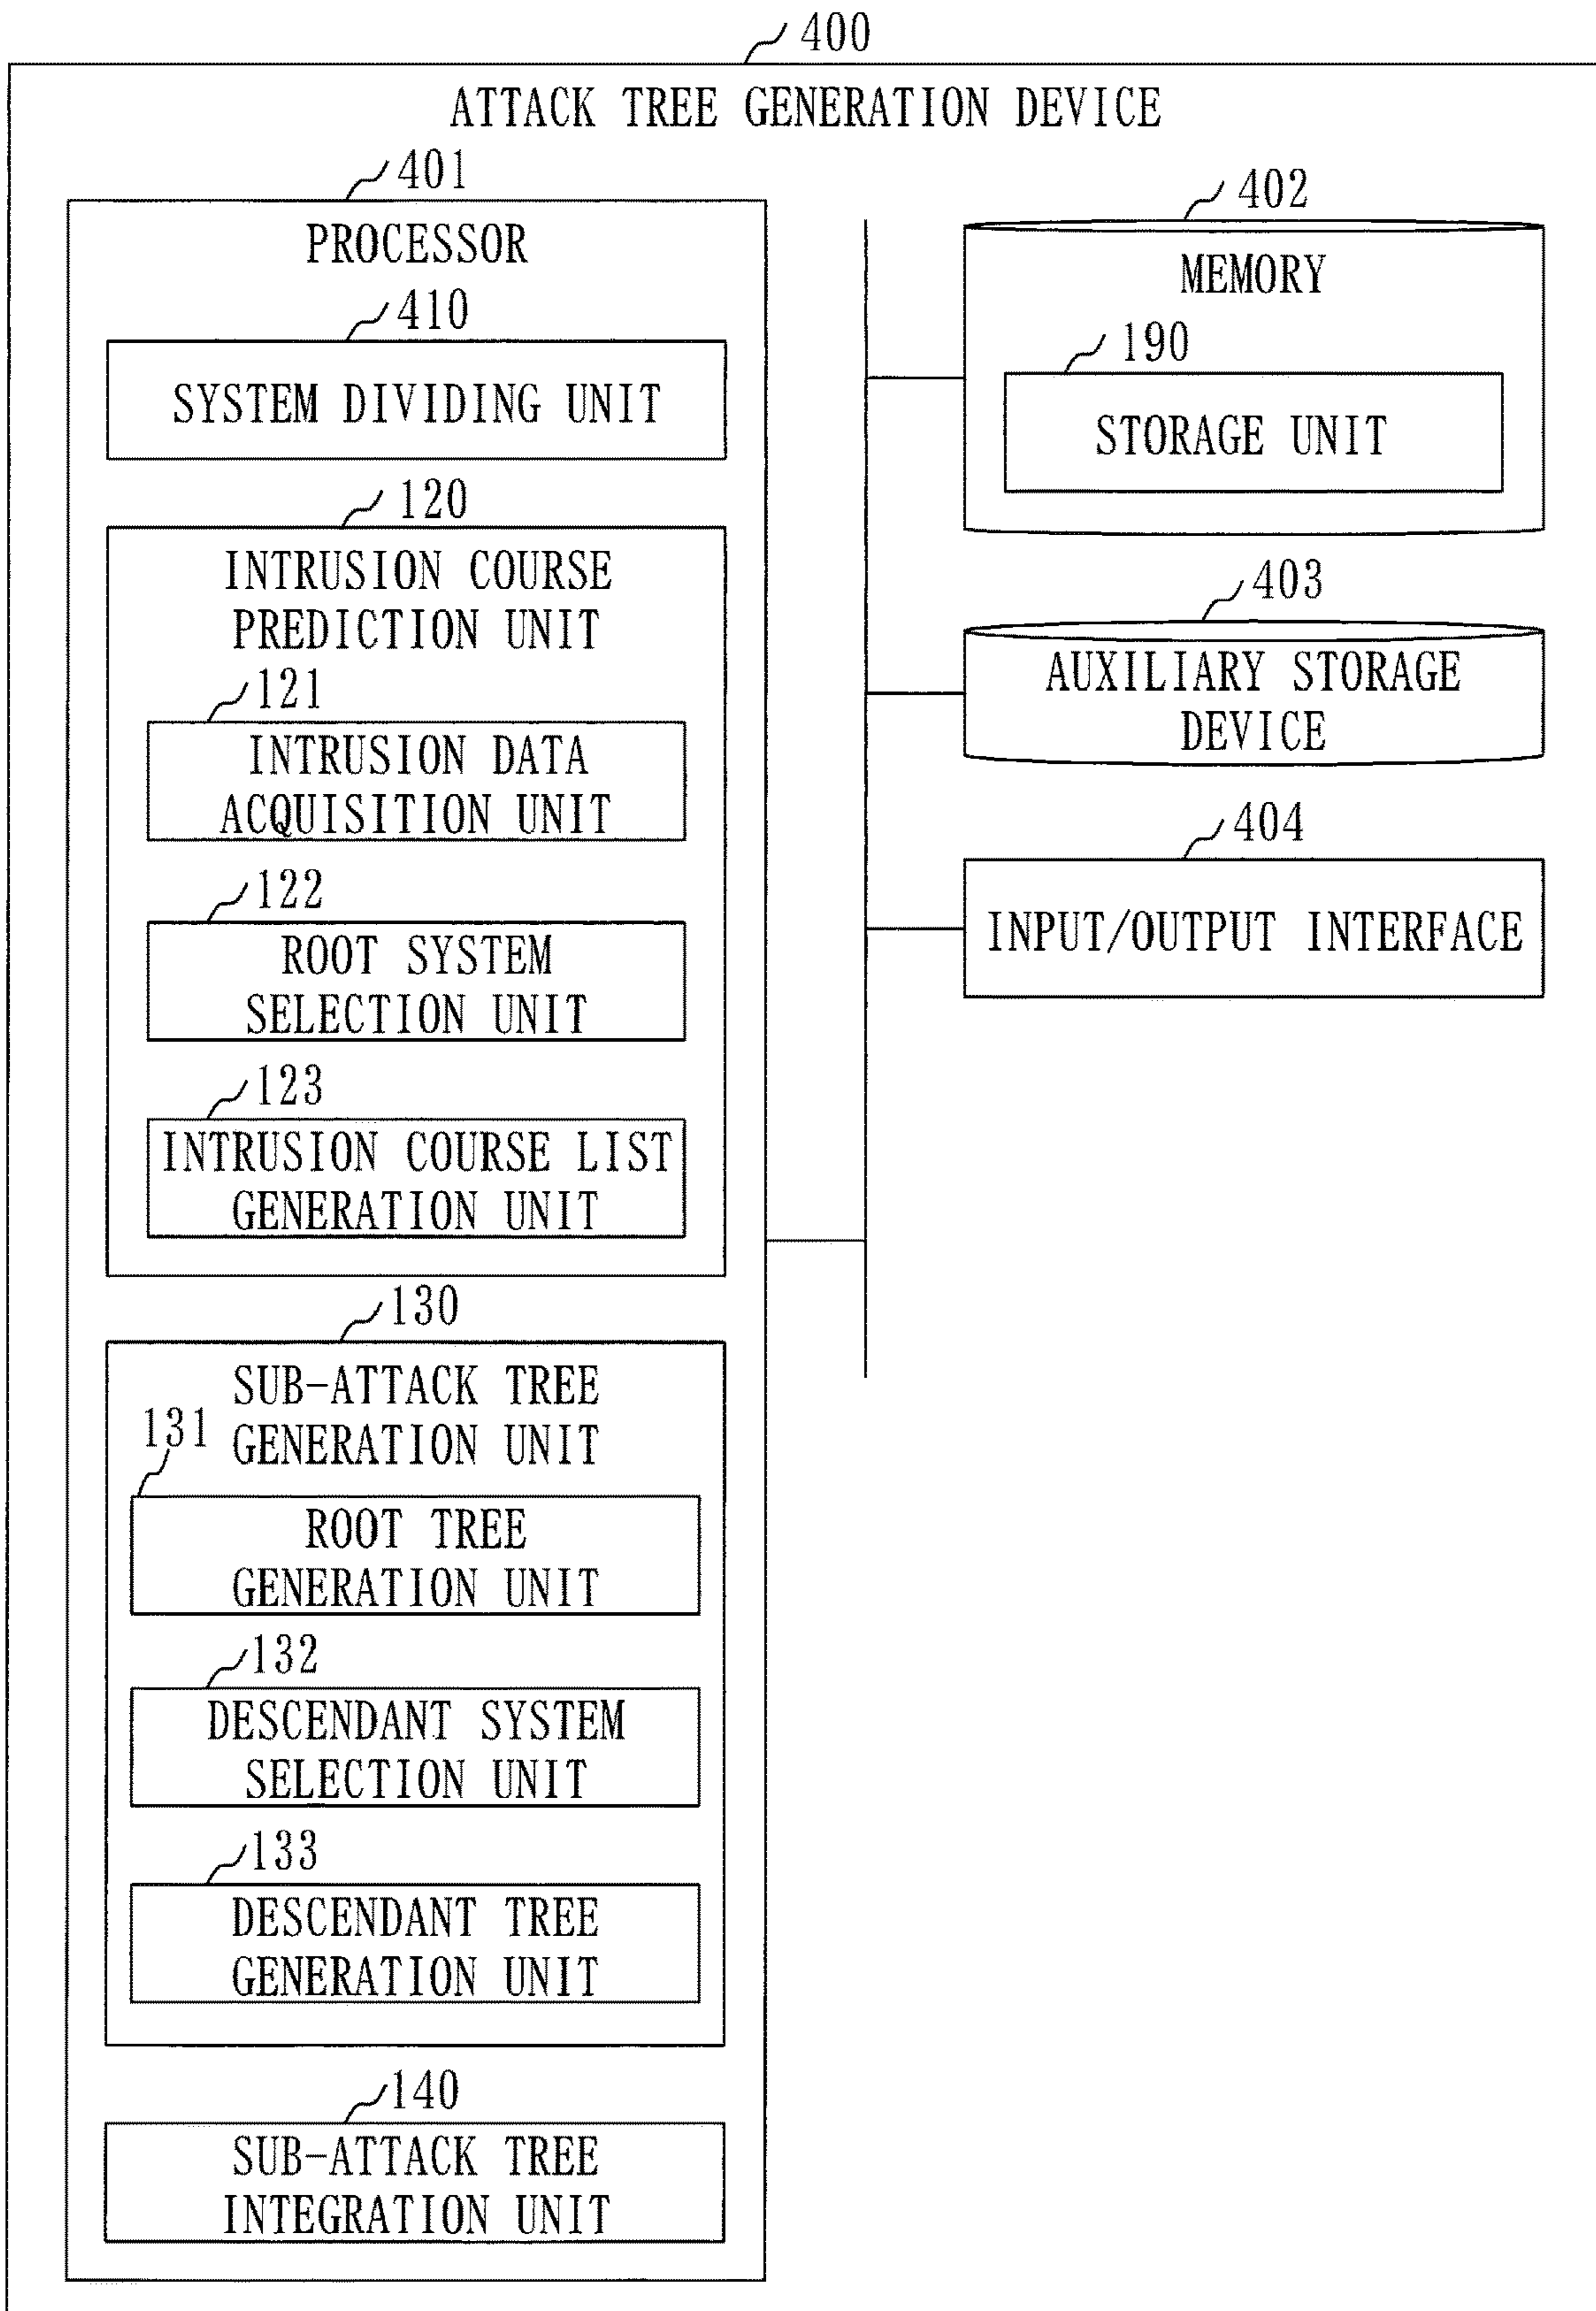 400
ATTACK TREE GENERATION DEVICE
401
PROCESSOR
410
SYSTEM DIVIDING UNIT
120
INTRUSION COURSE
PREDICTION UNIT
121
INTRUSION DATA
ACQUISITION UNIT
122
ROOT SYSTEM
SELECTION UNIT
123
INTRUSION COURSE LIST
GENERATION UNIT
130
SUB-ATTACK TREE
GENERATION UNIT
131
ROOT TREE
GENERATION UNIT
132
DESCENDANT SYSTEM
SELECTION UNIT
133
DESCENDANT TREE
GENERATION UNIT
140
SUB-ATTACK TREE
INTEGRATION UNIT
402
MEMORY
190
STORAGE UNIT
403
AUXILIARY STORAGE
DEVICE
404
INPUT/OUTPUT INTERFACE